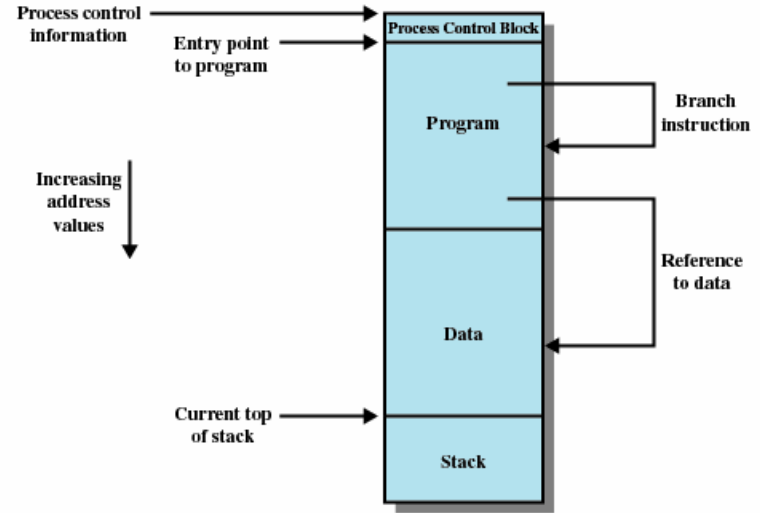 Process control
information
Process Control Block
Entry point
to program
Program
Branch
instruction
Increasing
address
values
Reference
to data
Data
Current top
of stack
Stack